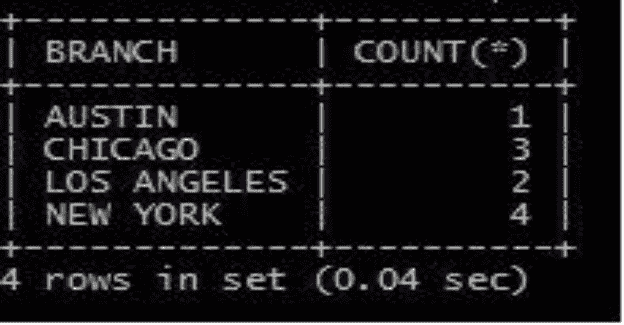 +------------------+--------------+
| BRANCH | COUNT(*) |
+------------------+--------------+
| AUSTIN | 1 |
| CHICAGO | 3 |
| LOS ANGELES | 2 |
| NEW YORK | 4 |
+------------------+--------------+
4 rows in set (0.04 sec)